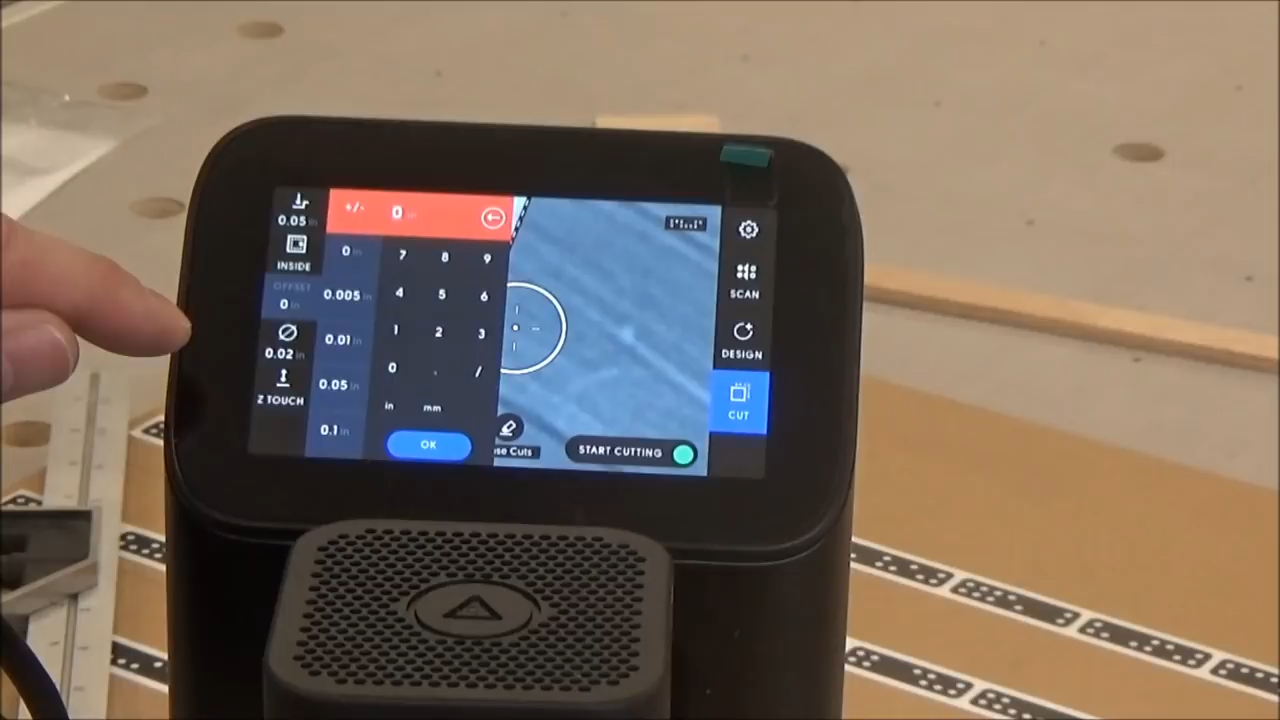 0.05 in
INSIDE
OFFSET
0 in
0.02 in
Z TOUCH
+/- 0 in
0 in
0.005 in
0.01 in
0.05 in
0.1 in
7 8 9
4 5 6
1 2 3
0 . /
in mm
OK
se Cuts
START CUTTING
SCAN
DESIGN
CUT